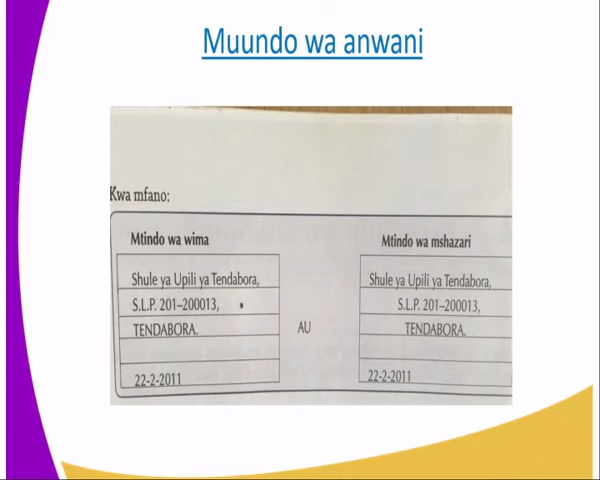 Muundo wa anwani
Kwa mfano:
Mtindo wa wima
Shule ya Upili ya Tendabora,
S.L.P. 201–200013,
TENDABORA.
22-2-2011
AU
Mtindo wa mshazari
Shule ya Upili ya Tendabora,
S.L.P. 201–200013,
TENDABORA.
22-2-2011